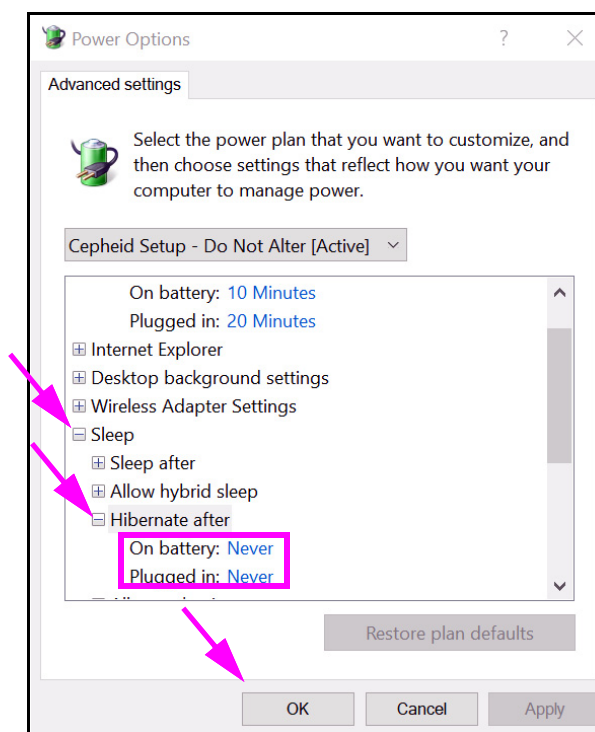 Power Options
Advanced settings
Select the power plan that you want to customize, and
then choose settings that reflect how you want your
computer to manage power.
Cepheid Setup - Do Not Alter [Active]
On battery: 10 Minutes
Plugged in: 20 Minutes
Internet Explorer
Desktop background settings
Wireless Adapter Settings
Sleep
Sleep after
Allow hybrid sleep
Hibernate after
On battery: Never
Plugged in: Never
Restore plan defaults
OK Cancel Apply